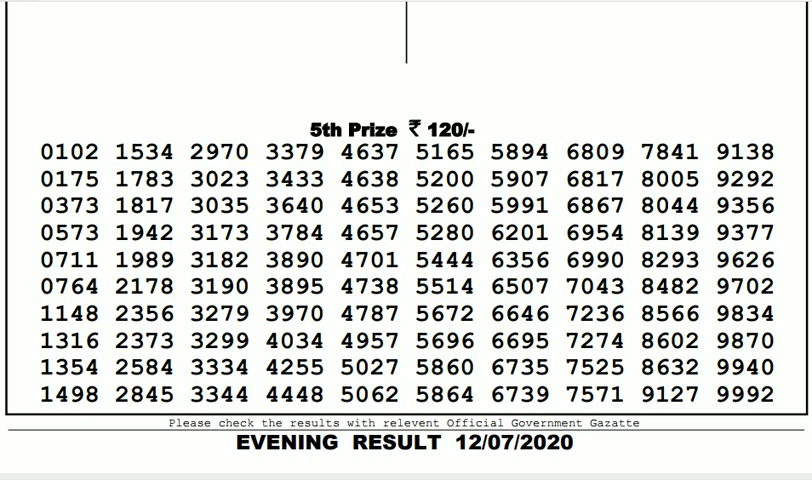 5th Prize ₹ 120/-
0102 1534 2970 3379 4637 5165 5894 6809 7841 9138
0175 1783 3023 3433 4638 5200 5907 6817 8005 9292
0373 1817 3035 3640 4653 5260 5991 6867 8044 9356
0573 1942 3173 3784 4657 5280 6201 6954 8139 9377
0711 1989 3182 3890 4701 5444 6356 6990 8293 9626
0764 2178 3190 3895 4738 5514 6507 7043 8482 9702
1148 2356 3279 3970 4787 5672 6646 7236 8566 9834
1316 2373 3299 4034 4957 5696 6695 7274 8602 9870
1354 2584 3334 4255 5027 5860 6735 7525 8632 9940
1498 2845 3344 4448 5062 5864 6739 7571 9127 9992
Please check the results with relevent Official Government Gazatte
EVENING RESULT 12/07/2020